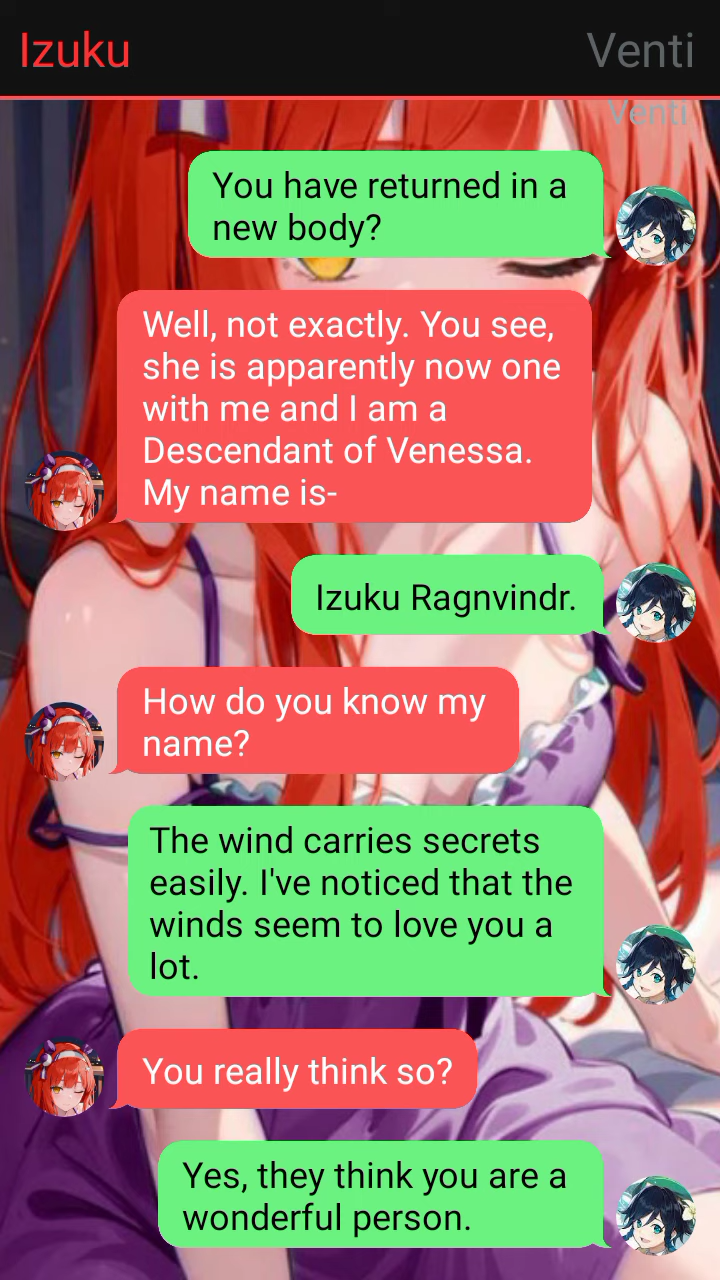 Izuku
Venti
Venti
You have returned in a
new body?
Well, not exactly. You see,
she is apparently now one
with me and I am a
Descendant of Venessa.
My name is-
Izuku Ragnvindr.
How do you know my
name?
The wind carries secrets
easily. I've noticed that the
winds seem to love you a
lot.
You really think so?
Yes, they think you are a
wonderful person.